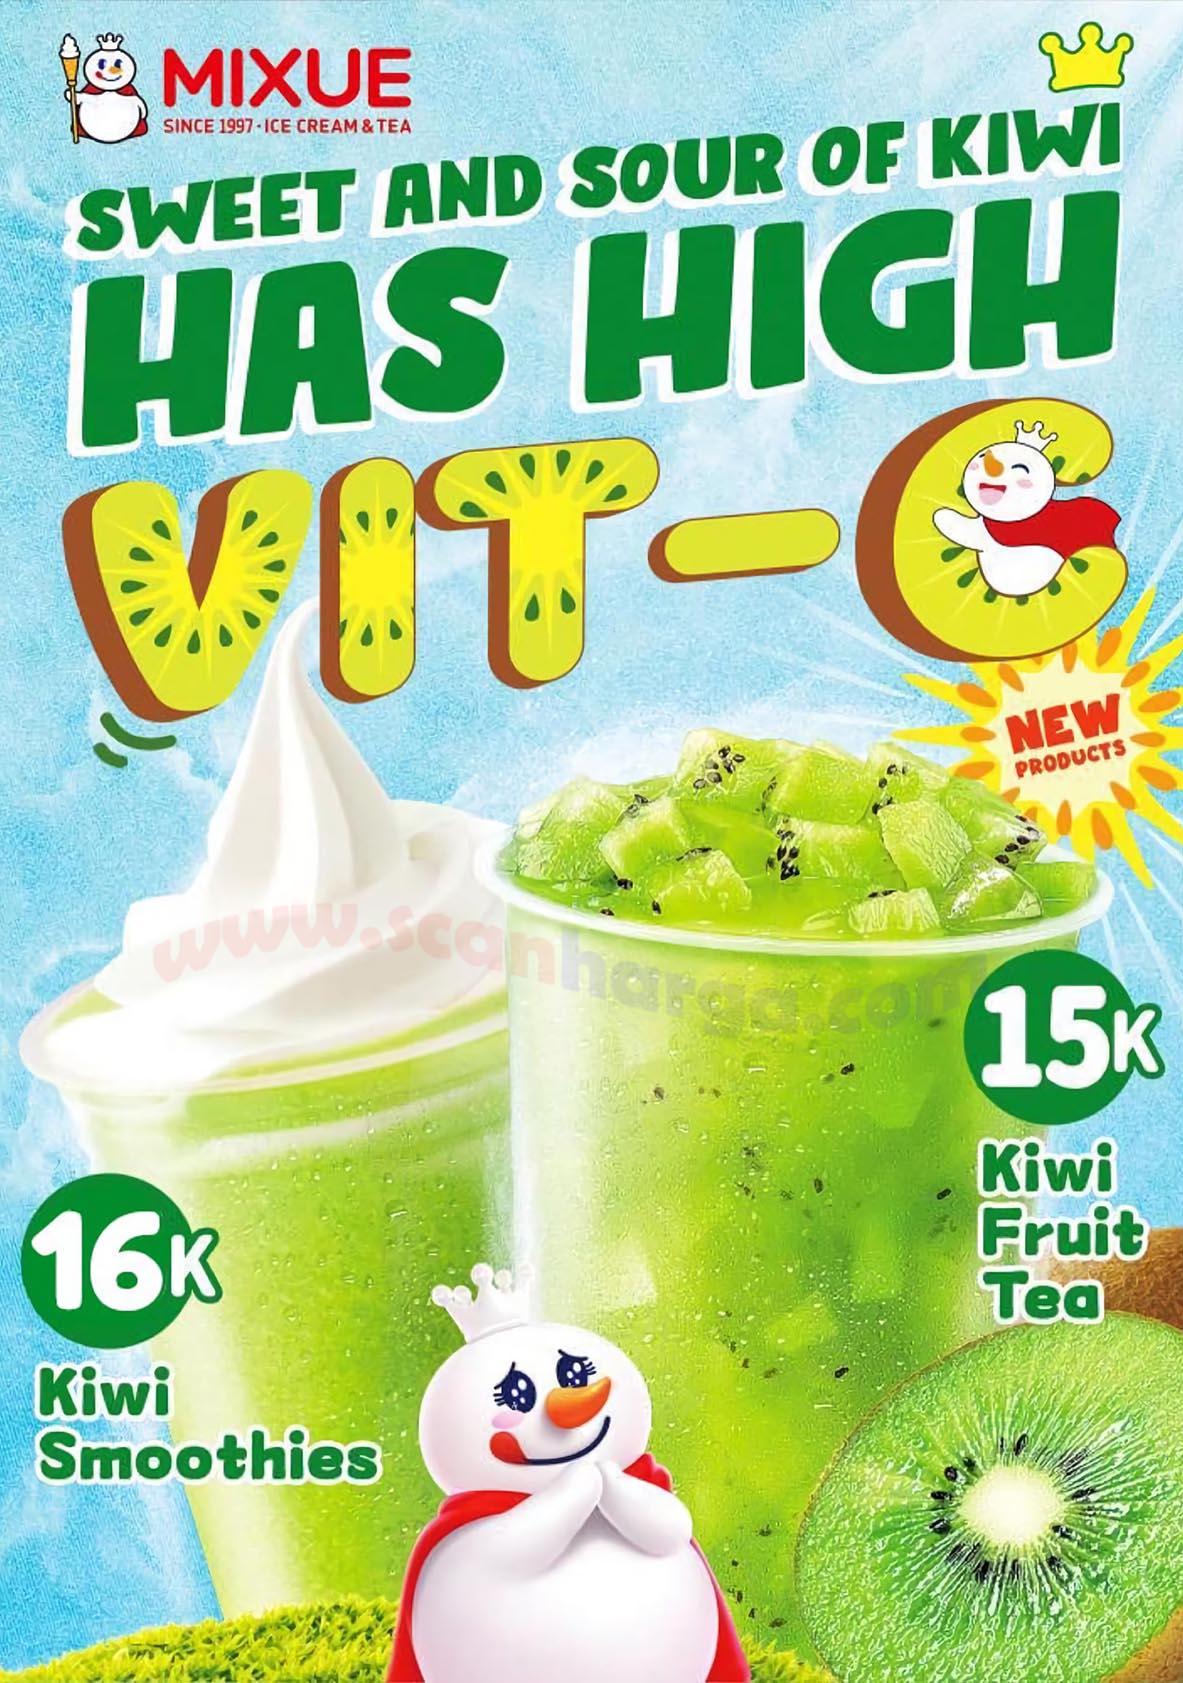 MIXUE
SINCE 1997·ICE CREAM & TEA
SWEET AND SOUR OF KIWI
HAS HIGH
VIT-C
NEW
PRODUCTS
www.scanharga.com
15K
Kiwi
Fruit
Tea
16K
Kiwi
Smoothies